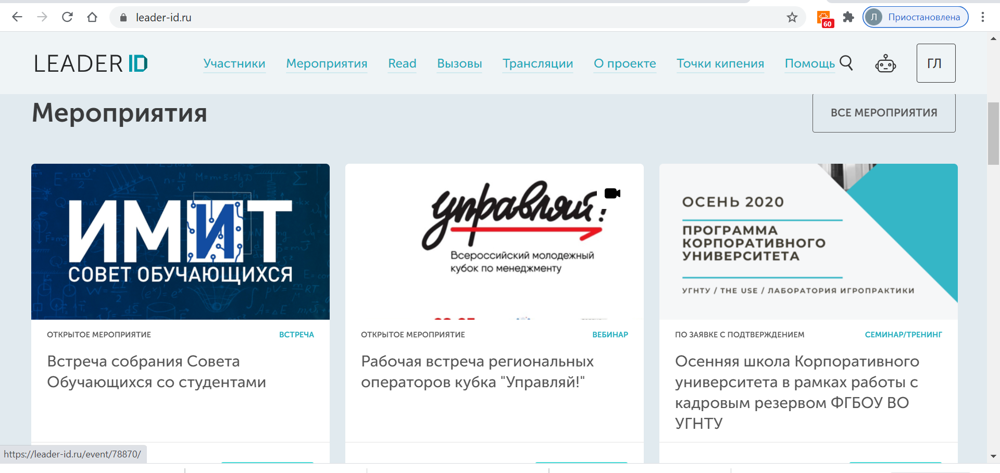 leader-id.ru
60
Л
Приостановлена
LEADER ID
Участники
Мероприятия
Read
Вызовы
Трансляции
О проекте
Точки кипения
Помощь
ГЛ
Мероприятия
ВСЕ МЕРОПРИЯТИЯ
ИМИТ
СОВЕТ ОБУЧАЮЩИХСЯ
ОТКРЫТОЕ МЕРОПРИЯТИЕ
ВСТРЕЧА
Встреча собрания Совета
Обучающихся со студентами
управляй!
Всероссийский молодежный
кубок по менеджменту
ОТКРЫТОЕ МЕРОПРИЯТИЕ
ВЕБИНАР
Рабочая встреча региональных
операторов кубка "Управляй!"
ОСЕНЬ 2020
ПРОГРАММА
КОРПОРАТИВНОГО
УНИВЕРСИТЕТА
УГНТУ / THE USE / ЛАБОРАТОРИЯ ИГРОПРАКТИКИ
ПО ЗАЯВКЕ С ПОДТВЕРЖДЕНИЕМ
СЕМИНАР/ТРЕНИНГ
Осенняя школа Корпоративного
университета в рамках работы с
кадровым резервом ФГБОУ ВО
УГНТУ
https://leader-id.ru/event/78870/